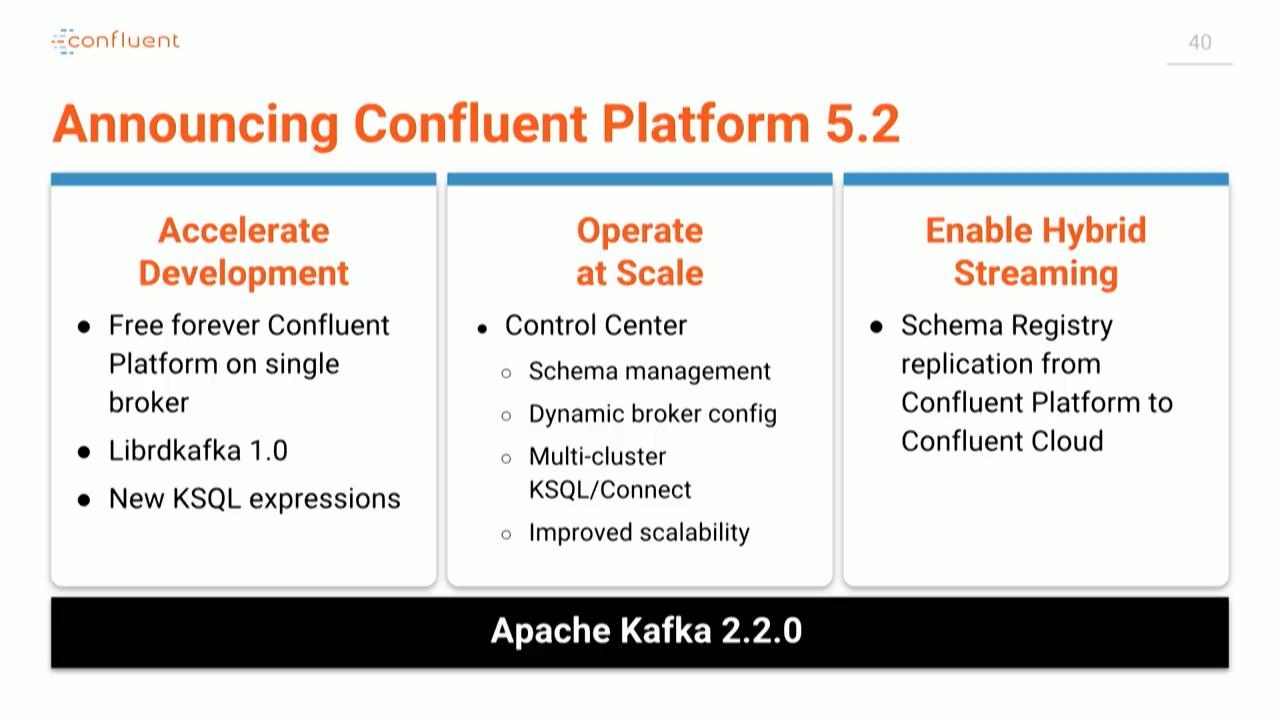 confluent
40
Announcing Confluent Platform 5.2
Accelerate
Development
● Free forever Confluent
Platform on single
broker
● Librdkafka 1.0
● New KSQL expressions
Operate
at Scale
● Control Center
○ Schema management
○ Dynamic broker config
○ Multi-cluster
KSQL/Connect
○ Improved scalability
Enable Hybrid
Streaming
● Schema Registry
replication from
Confluent Platform to
Confluent Cloud
Apache Kafka 2.2.0